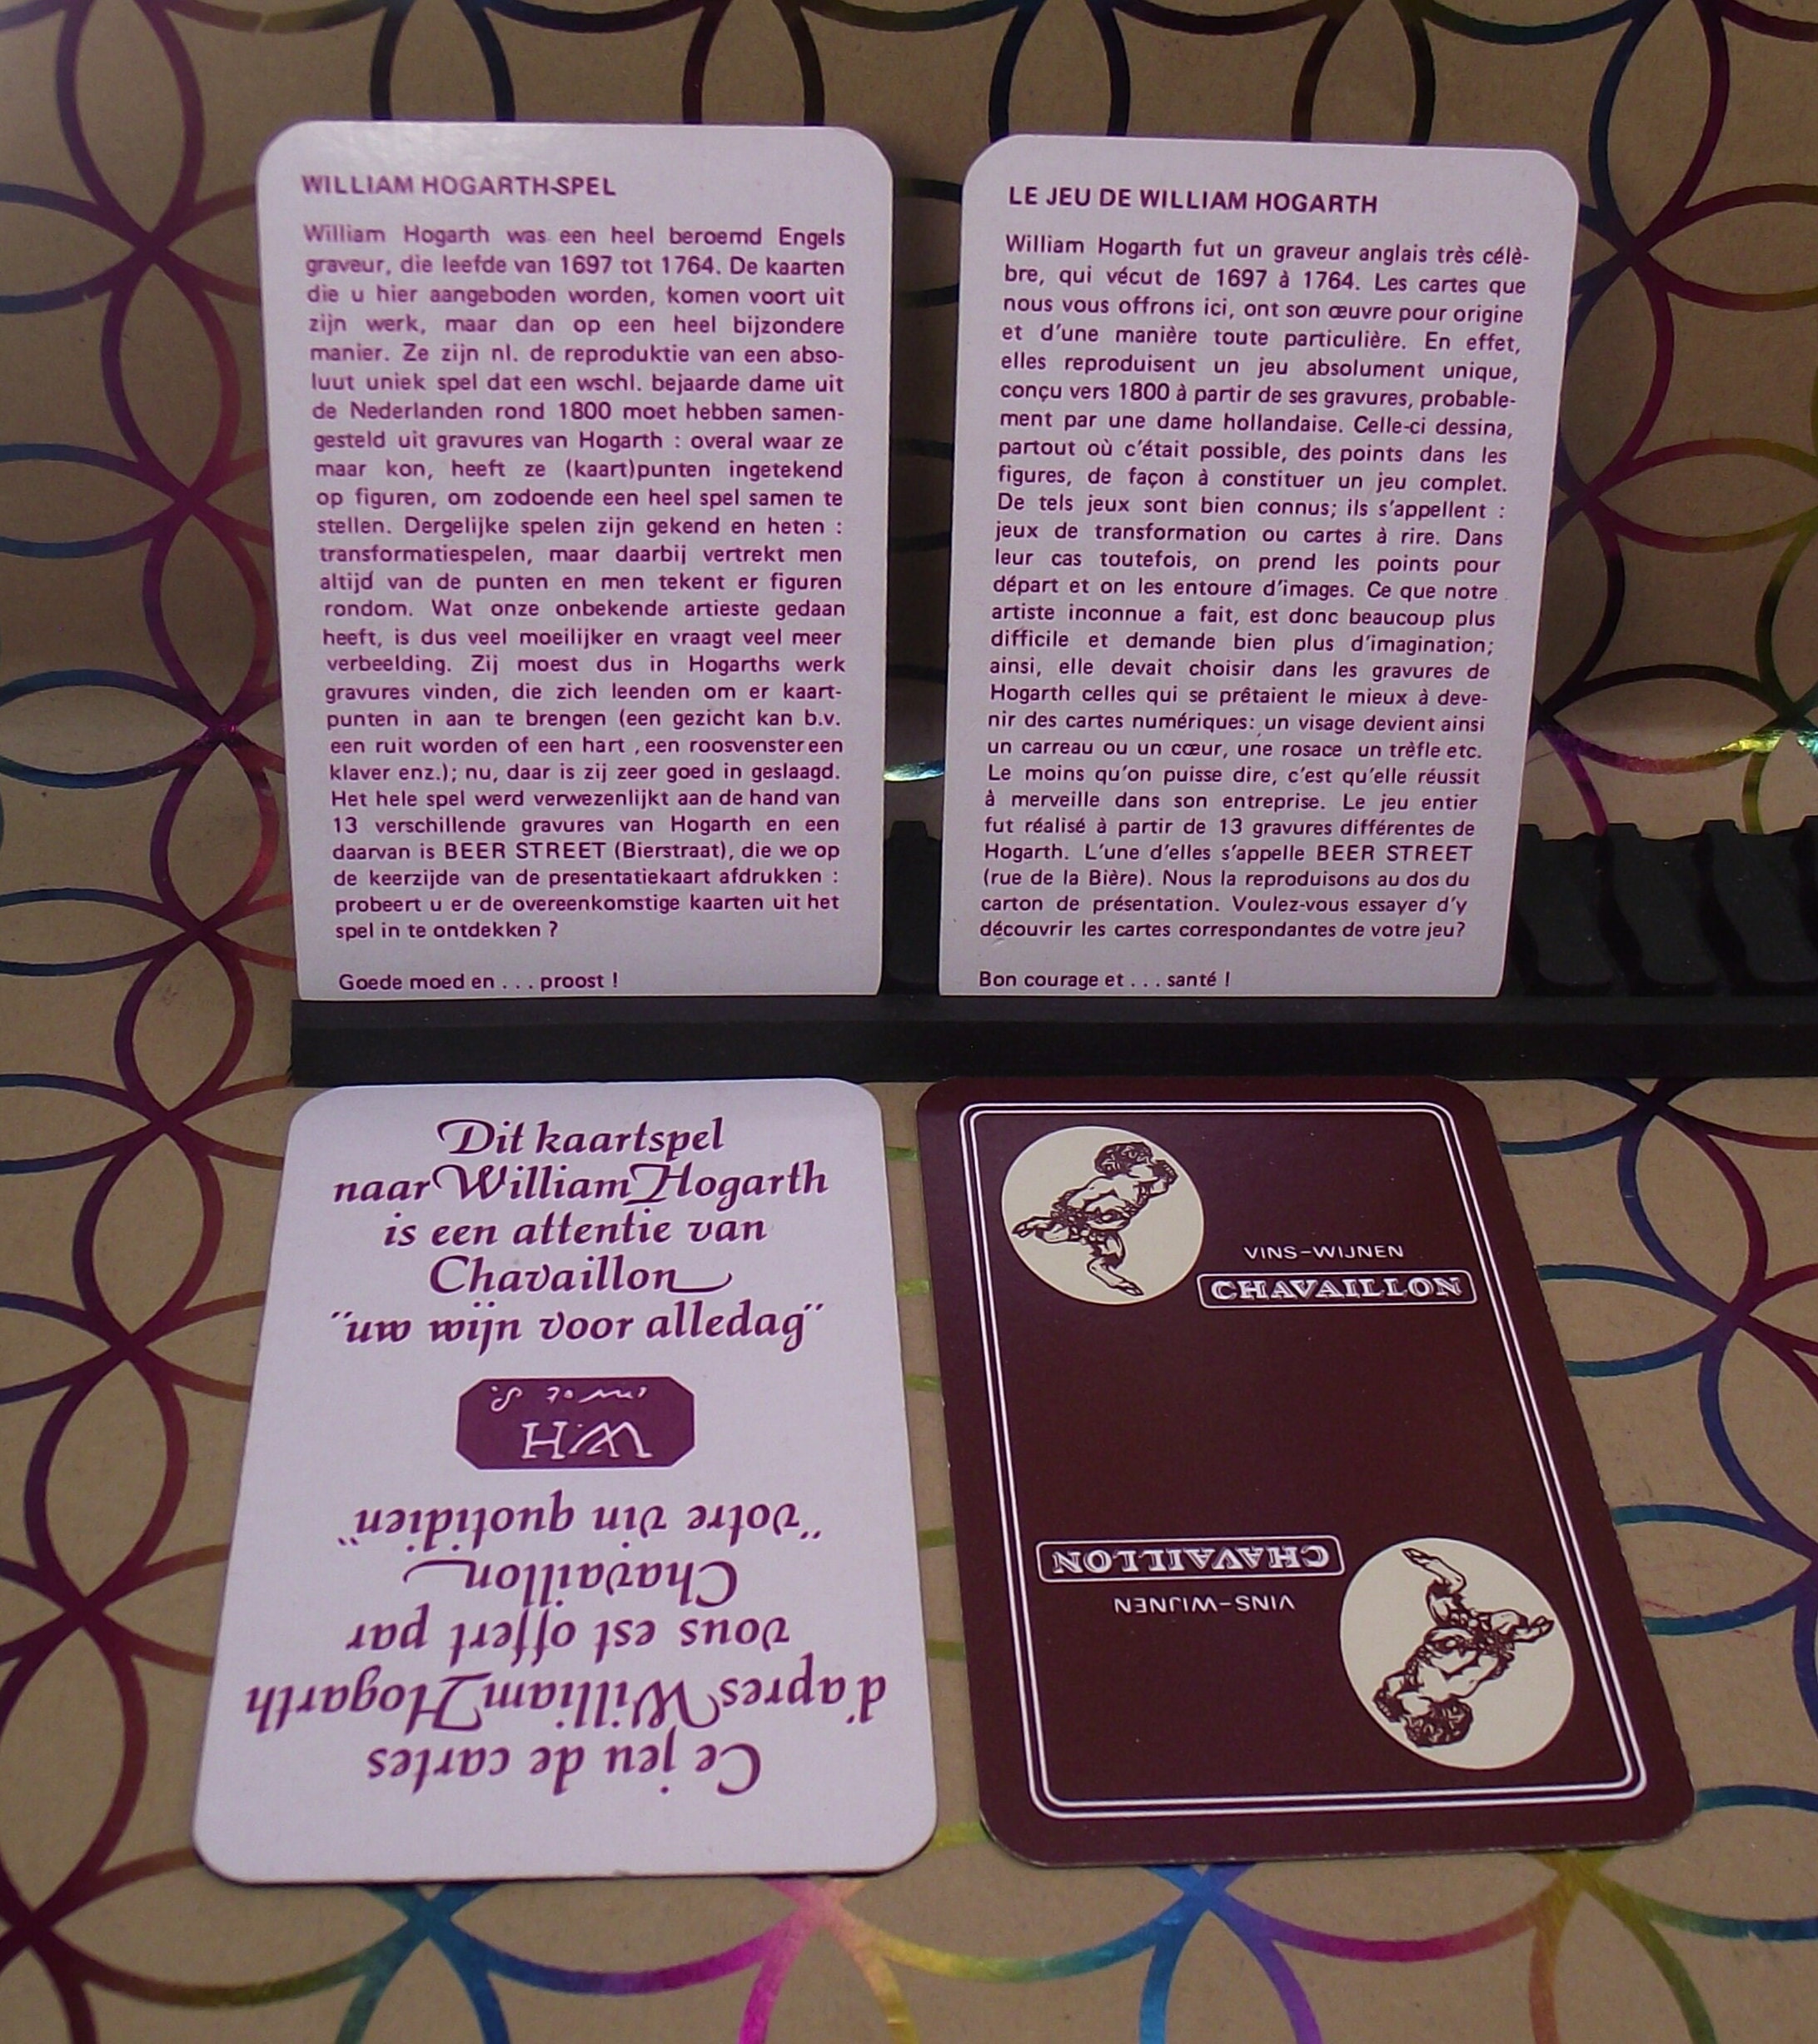 WILLIAM HOGARTH-SPEL
William Hogarth was een heel beroemd Engels
graveur, die leefde van 1697 tot 1764. De kaarten
die u hier aangeboden worden, komen voort uit
zijn werk, maar dan op een heel bijzondere
manier. Ze zijn nl. de reproduktie van een abso-
luut uniek spel dat een wschl. bejaarde dame uit
de Nederlanden rond 1800 moet hebben samen-
gesteld uit gravures van Hogarth : overal waar ze
maar kon, heeft ze (kaart)punten ingetekend
op figuren, om zodoende een heel spel samen te
stellen. Dergelijke spelen zijn gekend en heten :
transformatiespelen, maar daarbij vertrekt men
altijd van de punten en men tekent er figuren
rondom. Wat onze onbekende artieste gedaan
heeft, is dus veel moeilijker en vraagt veel meer
verbeelding. Zij moest dus in Hogarths werk
gravures vinden, die zich leenden om er kaart-
punten in aan te brengen (een gezicht kan b.v.
een ruit worden of een hart , een roosvenster een
klaver enz.); nu, daar is zij zeer goed in geslaagd.
Het hele spel werd verwezenlijkt aan de hand van
13 verschillende gravures van Hogarth en een
daarvan is BEER STREET (Bierstraat), die we op
de keerzijde van de presentatiekaart afdrukken :
probeert u er de overeenkomstige kaarten uit het
spel in te ontdekken ?
Goede moed en . . . proost !
LE JEU DE WILLIAM HOGARTH
William Hogarth fut un graveur anglais très célè-
bre, qui vécut de 1697 à 1764. Les cartes que
nous vous offrons ici, ont son œuvre pour origine
et d'une manière toute particulière. En effet,
elles reproduisent un jeu absolument unique,
conçu vers 1800 à partir de ses gravures, probable-
ment par une dame hollandaise. Celle-ci dessina,
partout où c'était possible, des points dans les
figures, de façon à constituer un jeu complet.
De tels jeux sont bien connus; ils s'appellent :
jeux de transformation ou cartes à rire. Dans
leur cas toutefois, on prend les points pour
départ et on les entoure d'images. Ce que notre
artiste inconnue a fait, est donc beaucoup plus
difficile et demande bien plus d'imagination;
ainsi, elle devait choisir dans les gravures de
Hogarth celles qui se prêtaient le mieux à deve-
nir des cartes numériques: un visage devient ainsi
un carreau ou un cœur, une rosace un trèfle etc.
Le moins qu'on puisse dire, c'est qu'elle réussit
à merveille dans son entreprise. Le jeu entier
fut réalisé à partir de 13 gravures différentes de
Hogarth. L'une d'elles s'appelle BEER STREET
(rue de la Bière). Nous la reproduisons au dos du
carton de présentation. Voulez-vous essayer d'y
découvrir les cartes correspondantes de votre jeu?
Bon courage et . . . santé !
Dit kaartspel
naar William Hogarth
is een attentie van
Chavaillon
"uw wijn voor alledag"
WH
Ce jeu de cartes
d'apres William Hogarth
vous est offert par
Chavaillon
"votre vin quotidien"
VINS-WIJNEN
CHAVAILLON
VINS-WIJNEN
CHAVAILLON